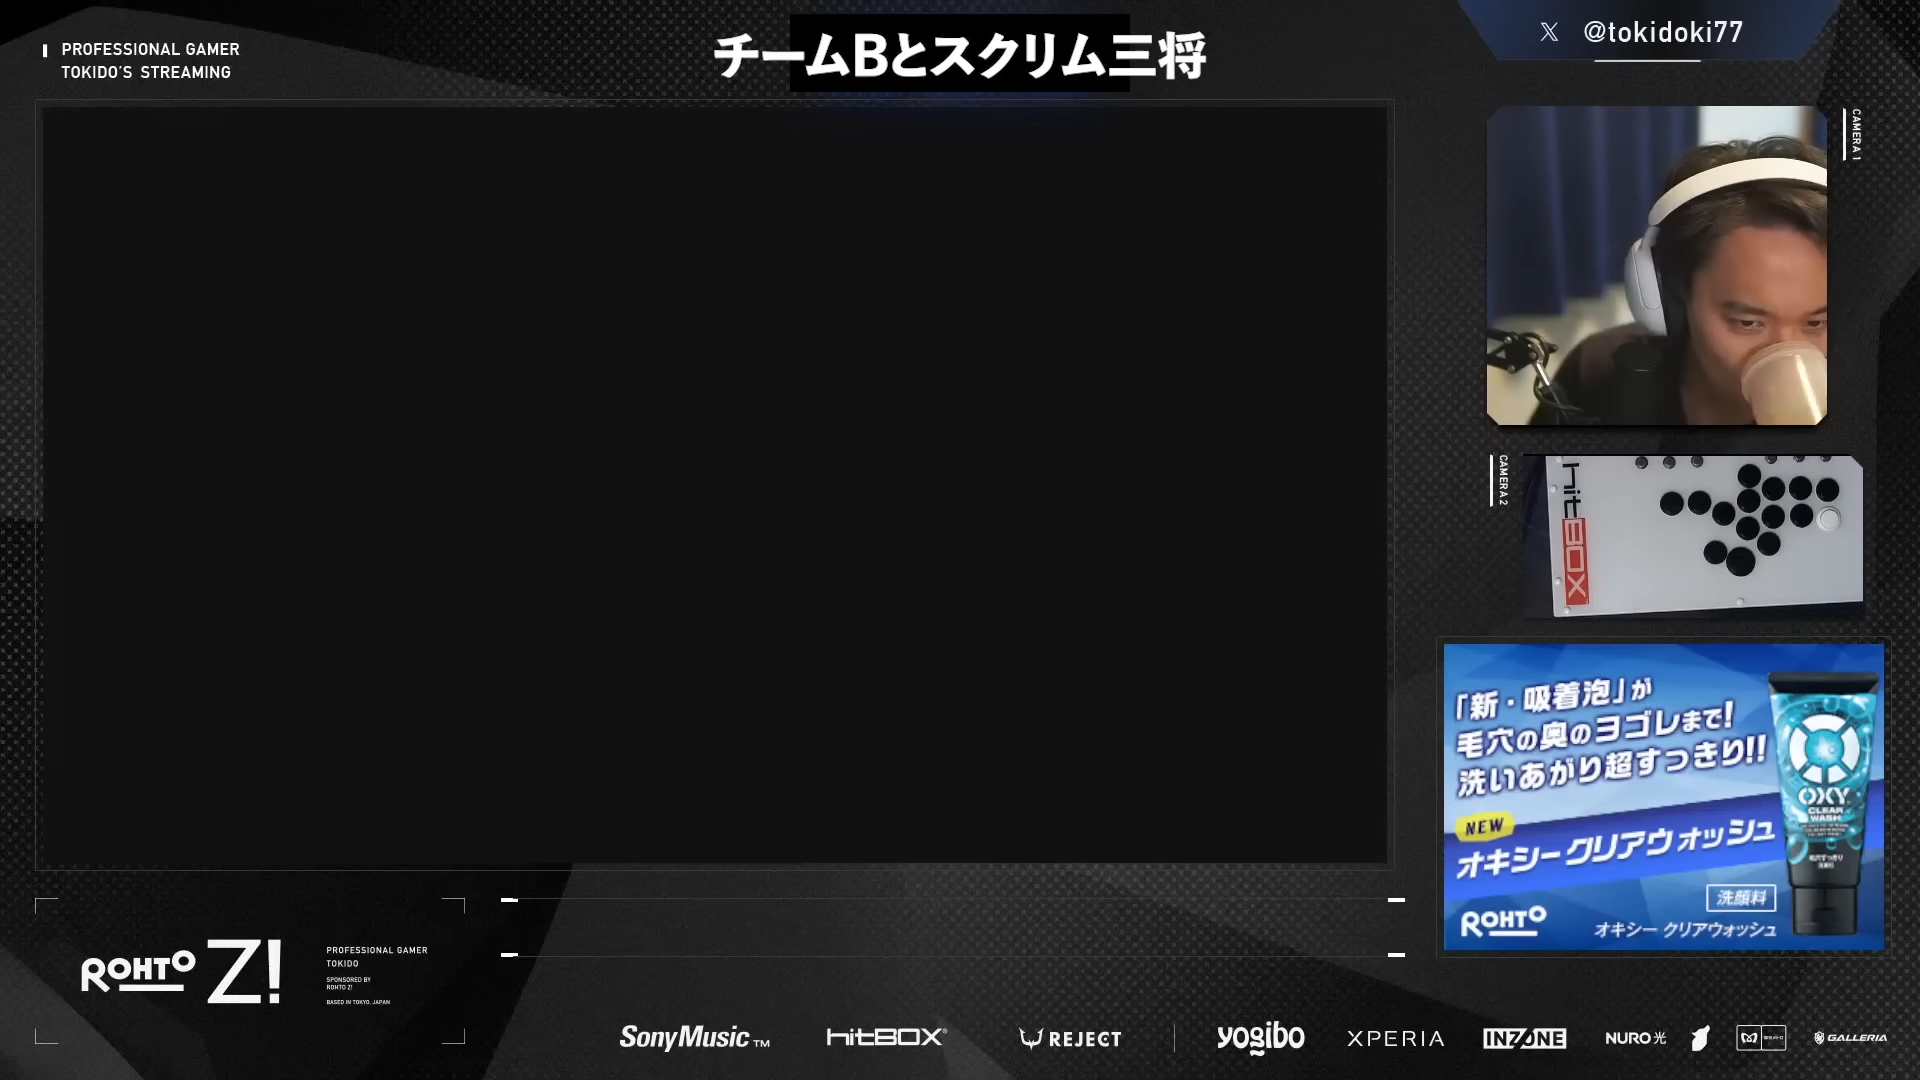 PROFESSIONAL GAMER
TOKIDO'S STREAMING
チームBとスクリム三将
@tokidoki77
CAMERA 1
CAMERA 2
hitBOX
「新・吸着泡」が
毛穴の奥のヨゴレまで!
洗いあがり超すっきり!!
NEW
オキシー クリアウォッシュ
OXY
CLEAR
WASH
洗顔料
ROHTO
オキシー クリアウォッシュ
ROHTO Z!
PROFESSIONAL GAMER
TOKIDO
SPONSORED BY
ROHTO Z!
BASED IN TOKYO, JAPAN
SonyMusic TM
hitBOX
REJECT
yogibo
XPERIA
INZONE
NURO 光
GALLERIA